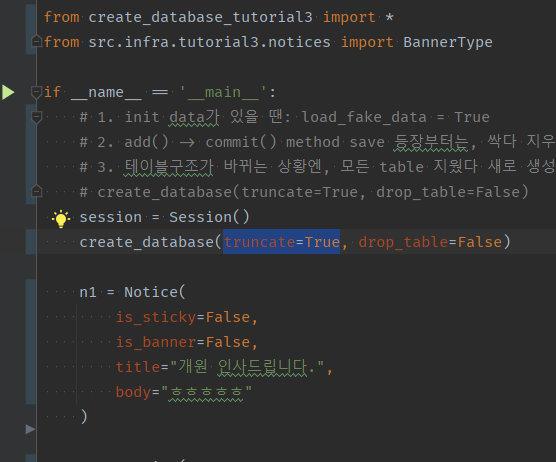 from create_database_tutorial3 import *
from src.infra.tutorial3.notices import BannerType
if __name__ == '__main__':
# 1. init data가 있을 땐: load_fake_data = True
# 2. add() -> commit() method save 등장부터는, 싹다 지우
# 3. 테이블구조가 바뀌는 상황엔, 모든 table 지웠다 새로 생성
# create_database(truncate=True, drop_table=False)
session = Session()
create_database(truncate=True, drop_table=False)
n1 = Notice(
is_sticky=False,
is_banner=False,
title="개원 인사드립니다.",
body="ㅎㅎㅎㅎㅎ"
)